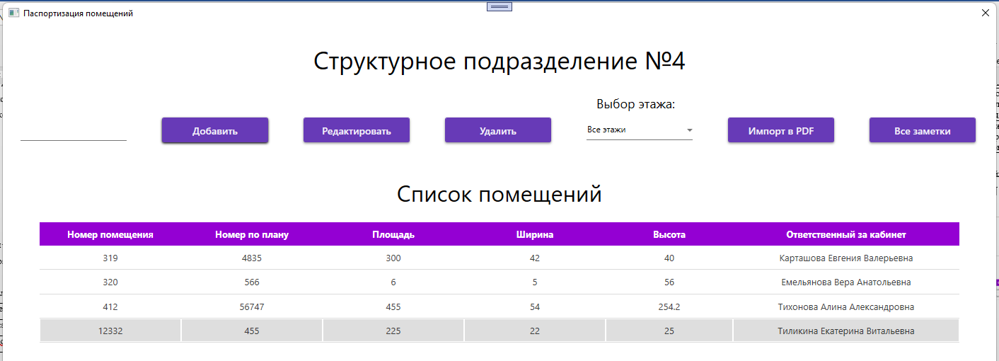 Паспортизация помещений
Структурное подразделение №4
Выбор этажа:
Добавить Редактировать Удалить Все этажи Импорт в PDF Все заметки
Список помещений
Номер помещения Номер по плану Площадь Ширина Высота Ответственный за кабинет
319 4835 300 42 40 Карташова Евгения Валерьевна
320 566 6 5 56 Емельянова Вера Анатольевна
412 56747 455 54 254.2 Тихонова Алина Александровна
12332 455 225 22 25 Тиликина Екатерина Витальевна